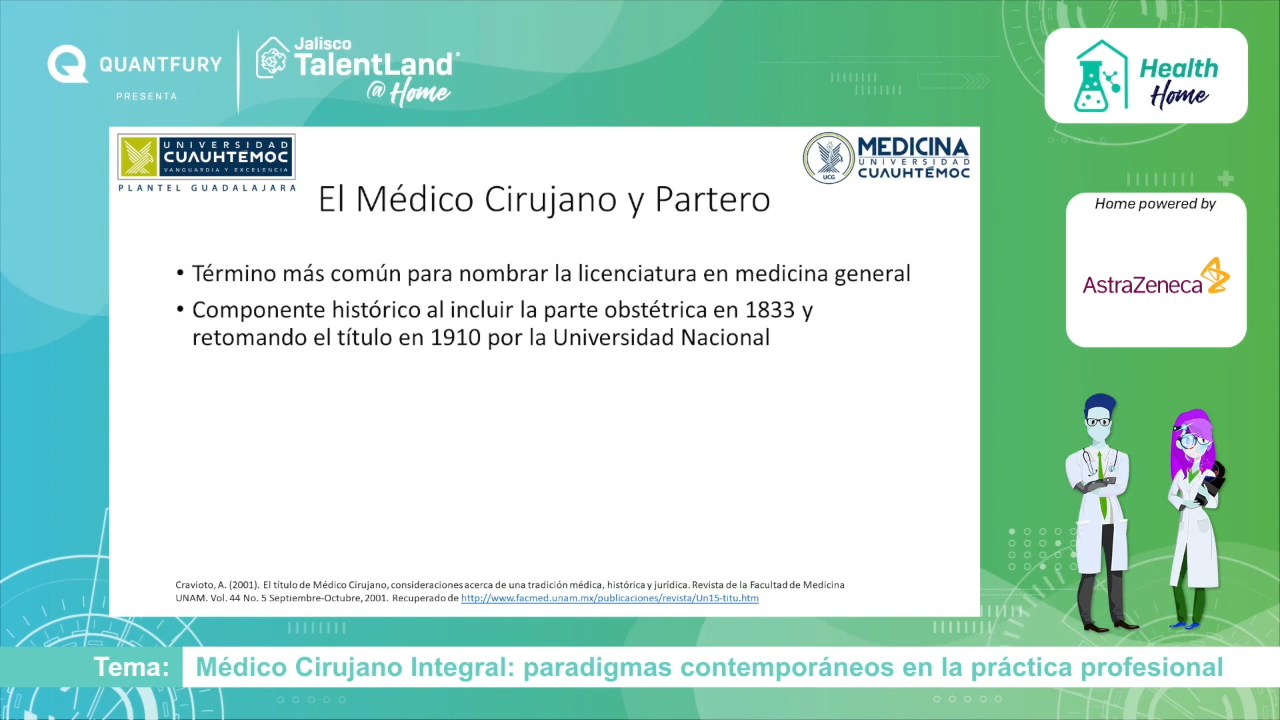 QUANTFURY
PRESENTA
Jalisco
TalentLand
@ Home
Health
Home
UNIVERSIDAD
CUAUHTEMOC
VANGUARDIA Y EXCELENCIA
PLANTEL GUADALAJARA
MEDICINA
UNIVERSIDAD
CUAUHTÉMOC
UCG
El Médico Cirujano y Partero
Home powered by
AstraZeneca
• Término más común para nombrar la licenciatura en medicina general
• Componente histórico al incluir la parte obstétrica en 1833 y
retomando el título en 1910 por la Universidad Nacional
Cravioto, A. (2001). El título de Médico Cirujano, consideraciones acerca de una tradición médica, histórica y jurídica. Revista de la Facultad de Medicina
UNAM. Vol. 44 No. 5 Septiembre-Octubre, 2001. Recuperado de http://www.facmed.unam.mx/publicaciones/revista/Un15-titu.htm
Tema: Médico Cirujano Integral: paradigmas contemporáneos en la práctica profesional